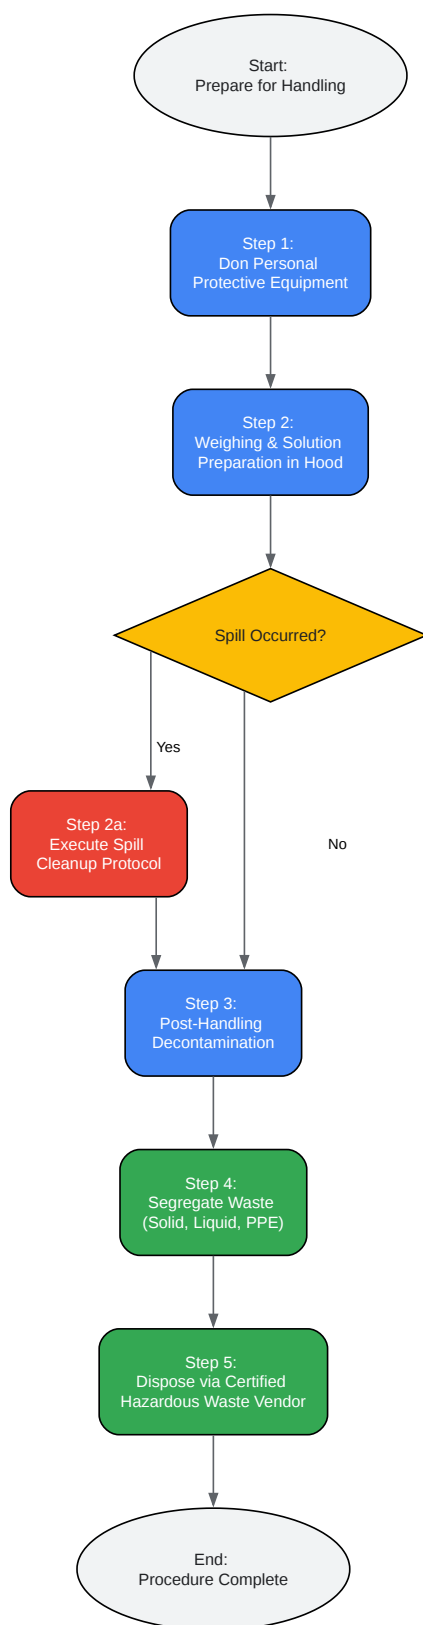 Start:
Prepare for Handling
Step 1:
Don Personal
Protective Equipment
Step 2:
Weighing & Solution
Preparation in Hood
Spill Occurred?
Yes
Step 2a:
Execute Spill
Cleanup Protocol
No
Step 3:
Post-Handling
Decontamination
Step 4:
Segregate Waste
(Solid, Liquid, PPE)
Step 5:
Dispose via Certified
Hazardous Waste Vendor
End:
Procedure Complete